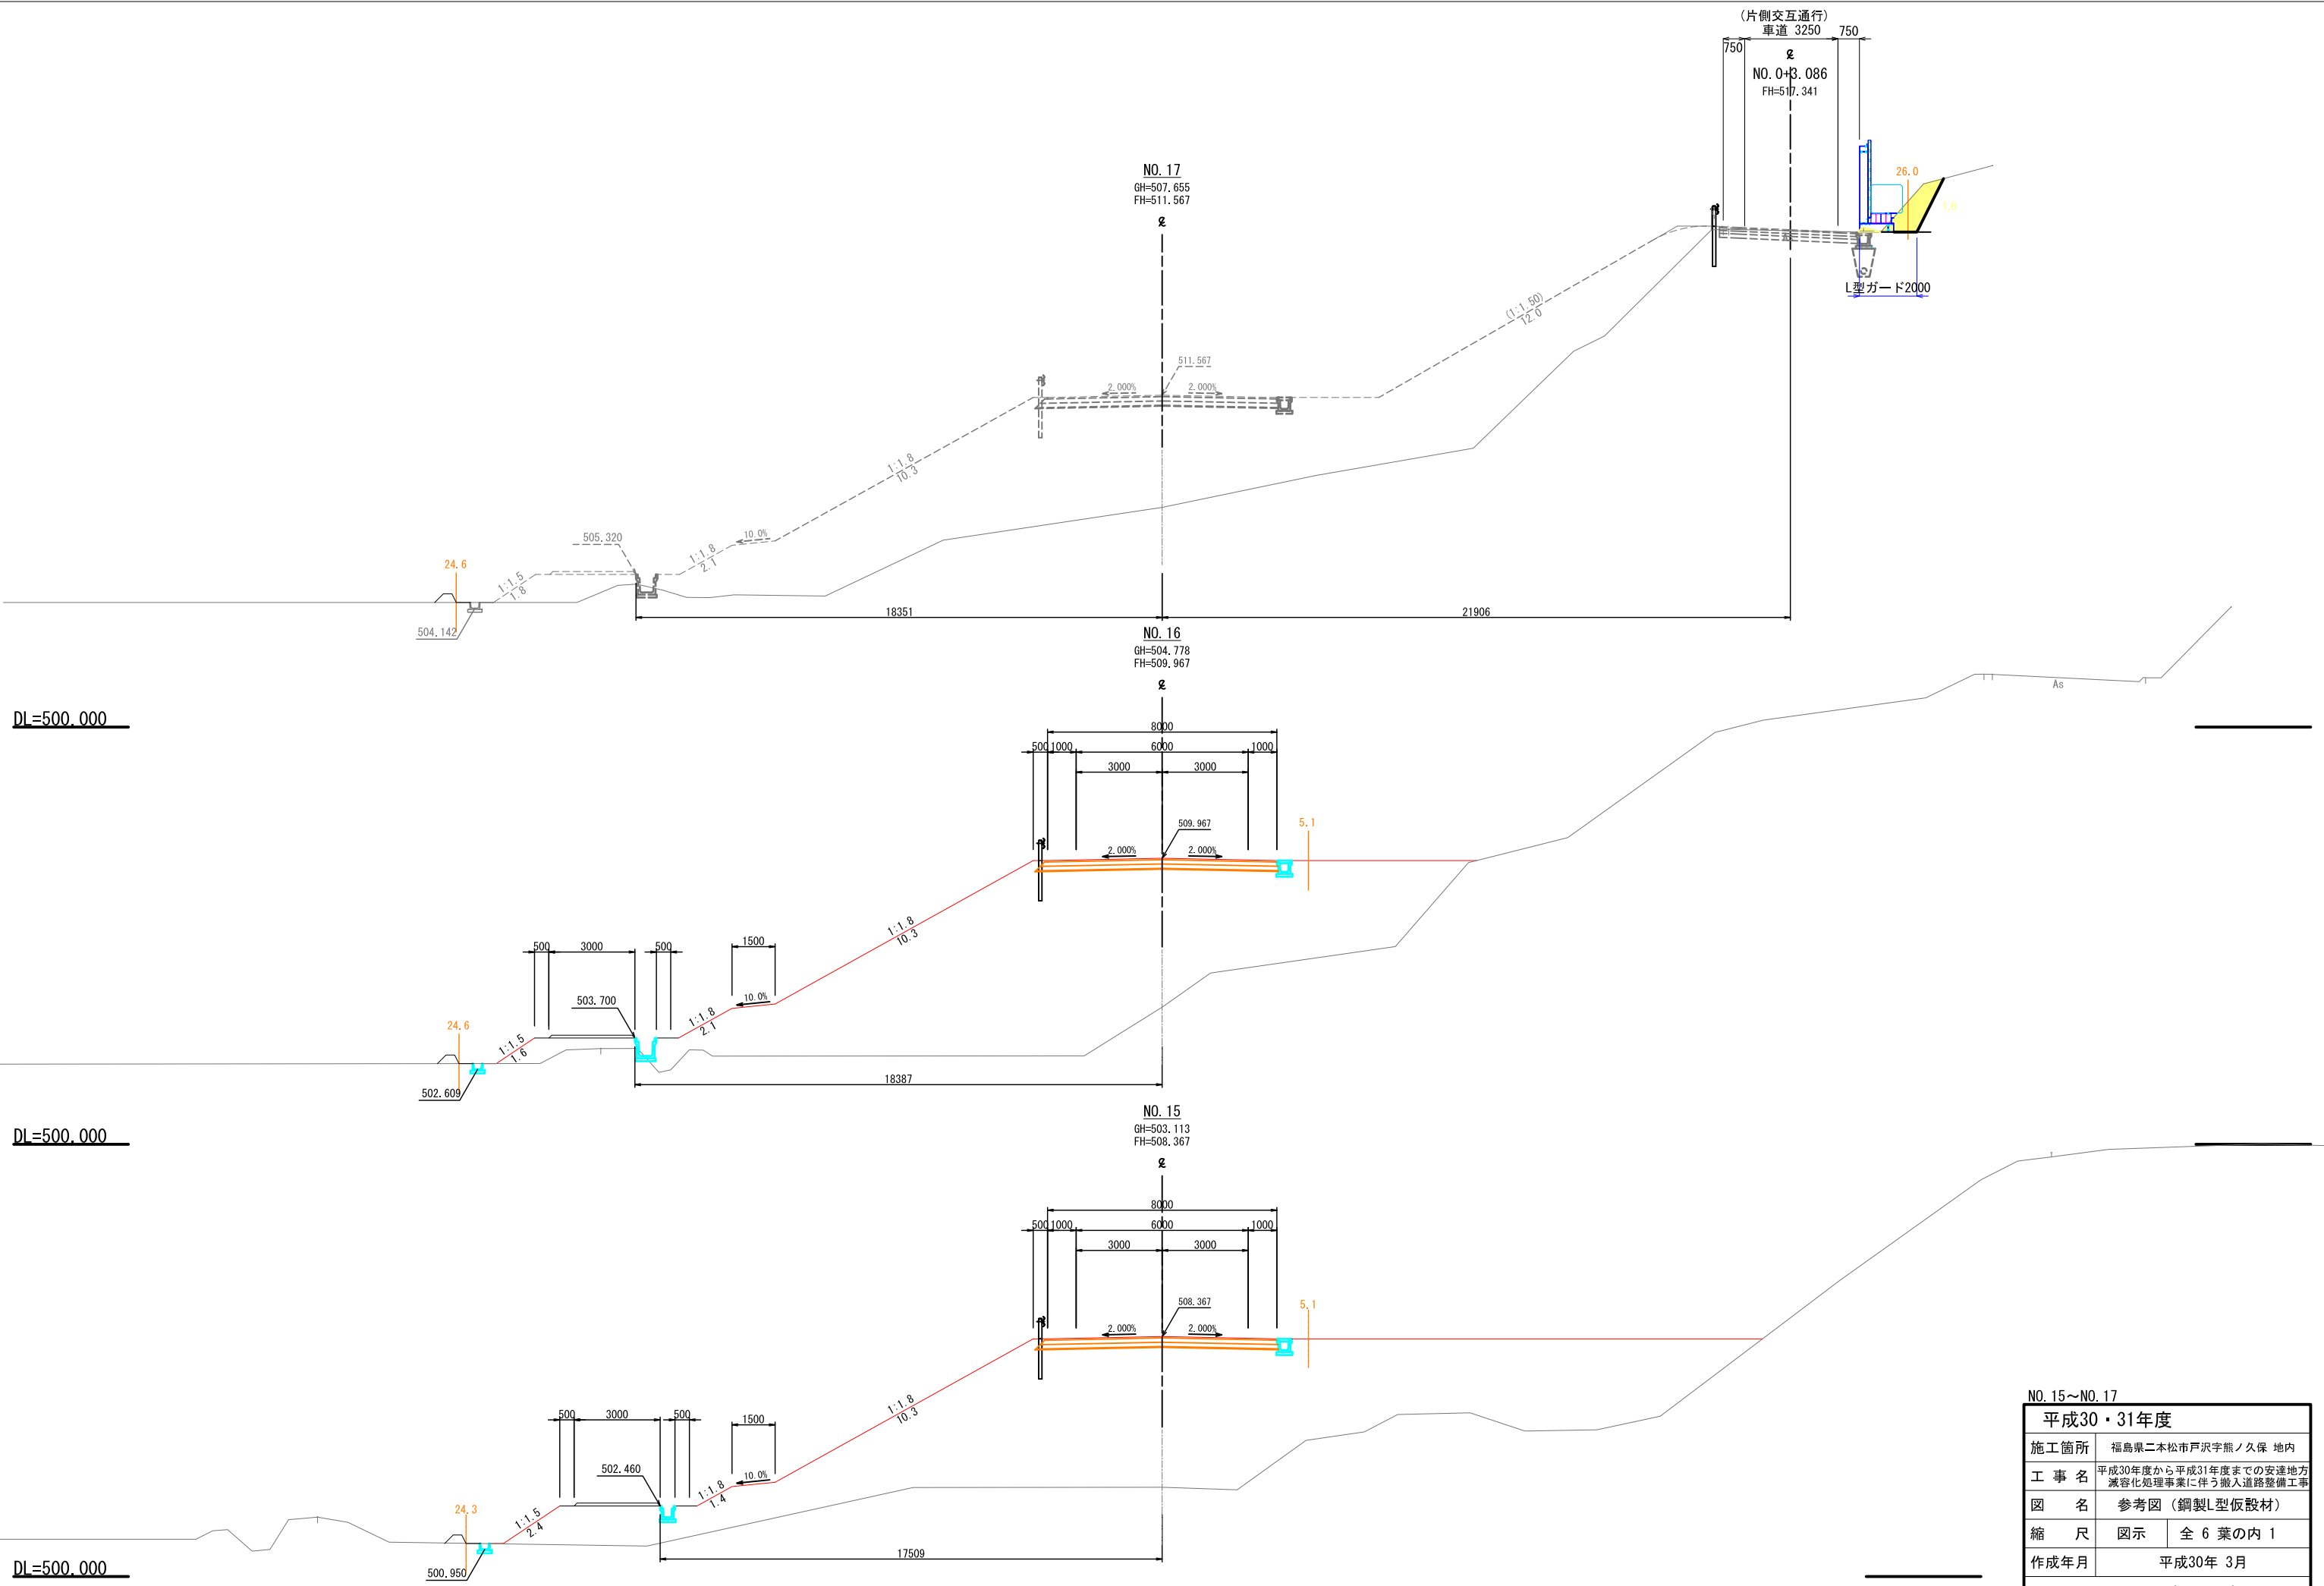 (片側交互通行)
車道 3250
750
750
℄
NO.0+3.086
FH=517.341
NO.17
GH=507.655
FH=511.567
℄
26.0
L型ガード2000
(1:1.50)
12.0
511.567
2.000%
2.000%
1:1.8
10.3
10.0%
505.320
1:1.8
2.1
24.6
1:1.5
1.8
504.142
18351
21906
DL=500.000
NO.16
GH=504.778
FH=509.967
℄
As
8000
500
1000
6000
1000
3000
3000
509.967
5.1
2.000%
2.000%
1:1.8
10.3
500
3000
500
1500
503.700
10.0%
1:1.8
2.1
24.6
1:1.5
1.6
502.609
18387
DL=500.000
NO.15
GH=503.113
FH=508.367
℄
8000
500
1000
6000
1000
3000
3000
508.367
5.1
2.000%
2.000%
1:1.8
10.3
500
3000
500
1500
502.460
10.0%
1:1.8
1.4
24.3
1:1.5
2.4
500.950
17509
DL=500.000
NO.15～NO.17
平成30・31年度
施工箇所 福島県二本松市戸沢字熊ノ久保 地内
工事名 平成30年度から平成31年度までの安達地方
減容化処理事業に伴う搬入道路整備工事
図名 参考図(鋼製L型仮設材)
縮尺 図示 全 6 葉の内 1
作成年月 平成30年 3月